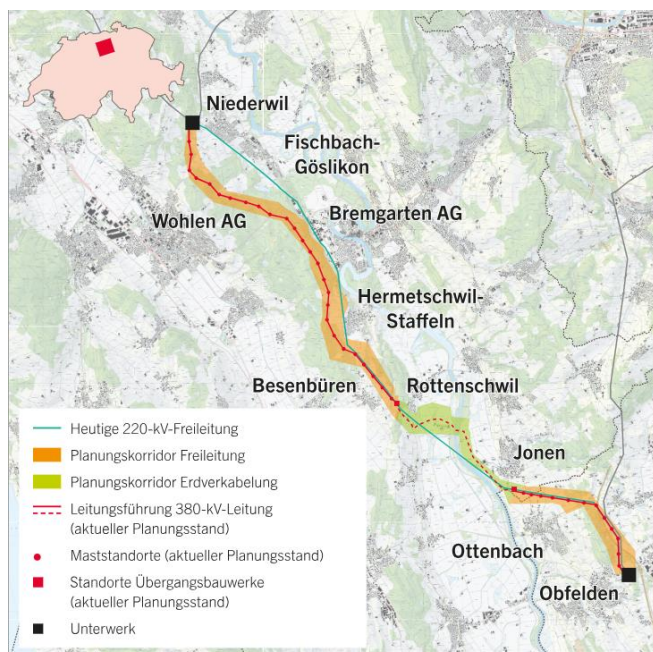 Niederwil
Fischbach-
Göslikon
Wohlen AG
Bremgarten AG
Hermetschwil-
Staffeln
Besenbüren
Rottenschwil
Jonen
Ottenbach
Obfelden
Heutige 220-kV-Freileitung
Planungskorridor Freileitung
Planungskorridor Erdverkabelung
Leitungsführung 380-kV-Leitung
(aktueller Planungsstand)
Maststandorte (aktueller Planungsstand)
Standorte Übergangsbauwerke
(aktueller Planungsstand)
Unterwerk